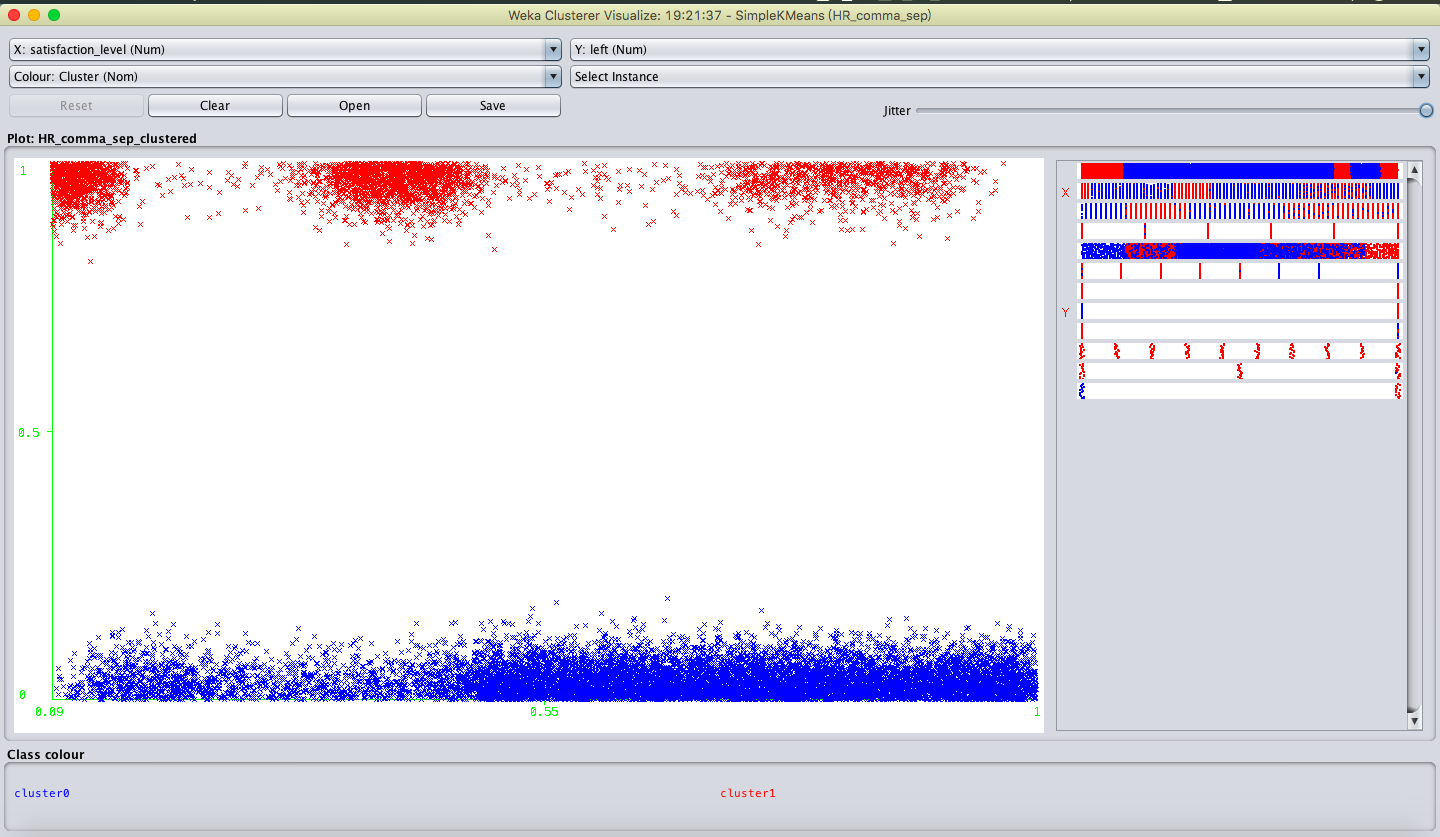 Weka Clusterer Visualize: 19:21:37 - SimpleKMeans (HR_comma_sep)
X: satisfaction_level (Num)
Y: left (Num)
Colour: Cluster (Nom)
Select Instance
Reset
Clear
Open
Save
Jitter
Plot: HR_comma_sep_clustered
1
0.5
0
0.09
0.55
1
X
Y
Class colour
cluster0
cluster1